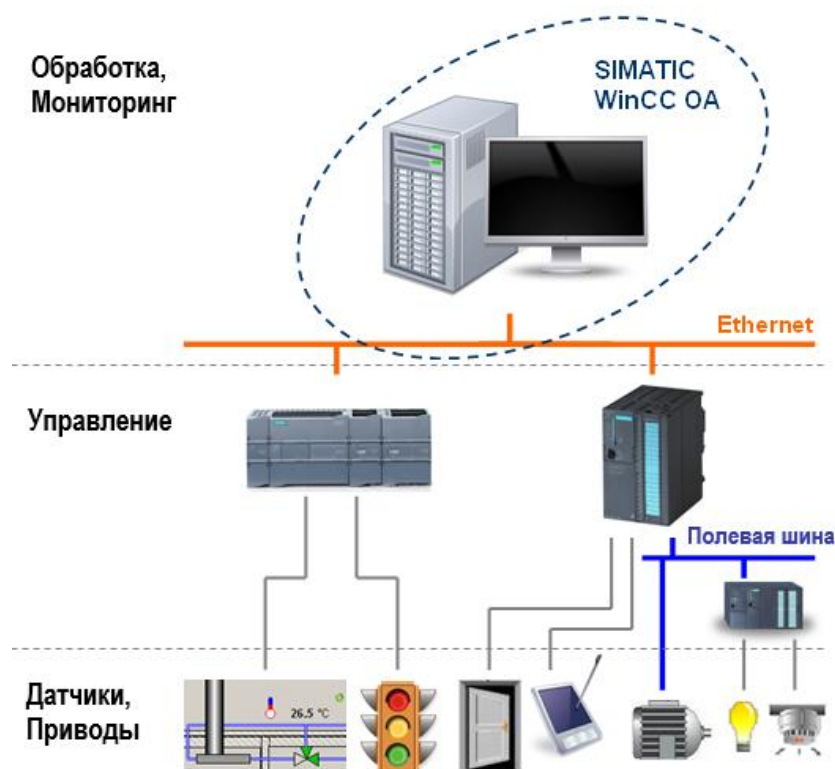 Обработка,
Мониторинг
SIMATIC
WinCC OA
Ethernet
Управление
Полевая шина
Датчики,
Приводы
26.5 °C